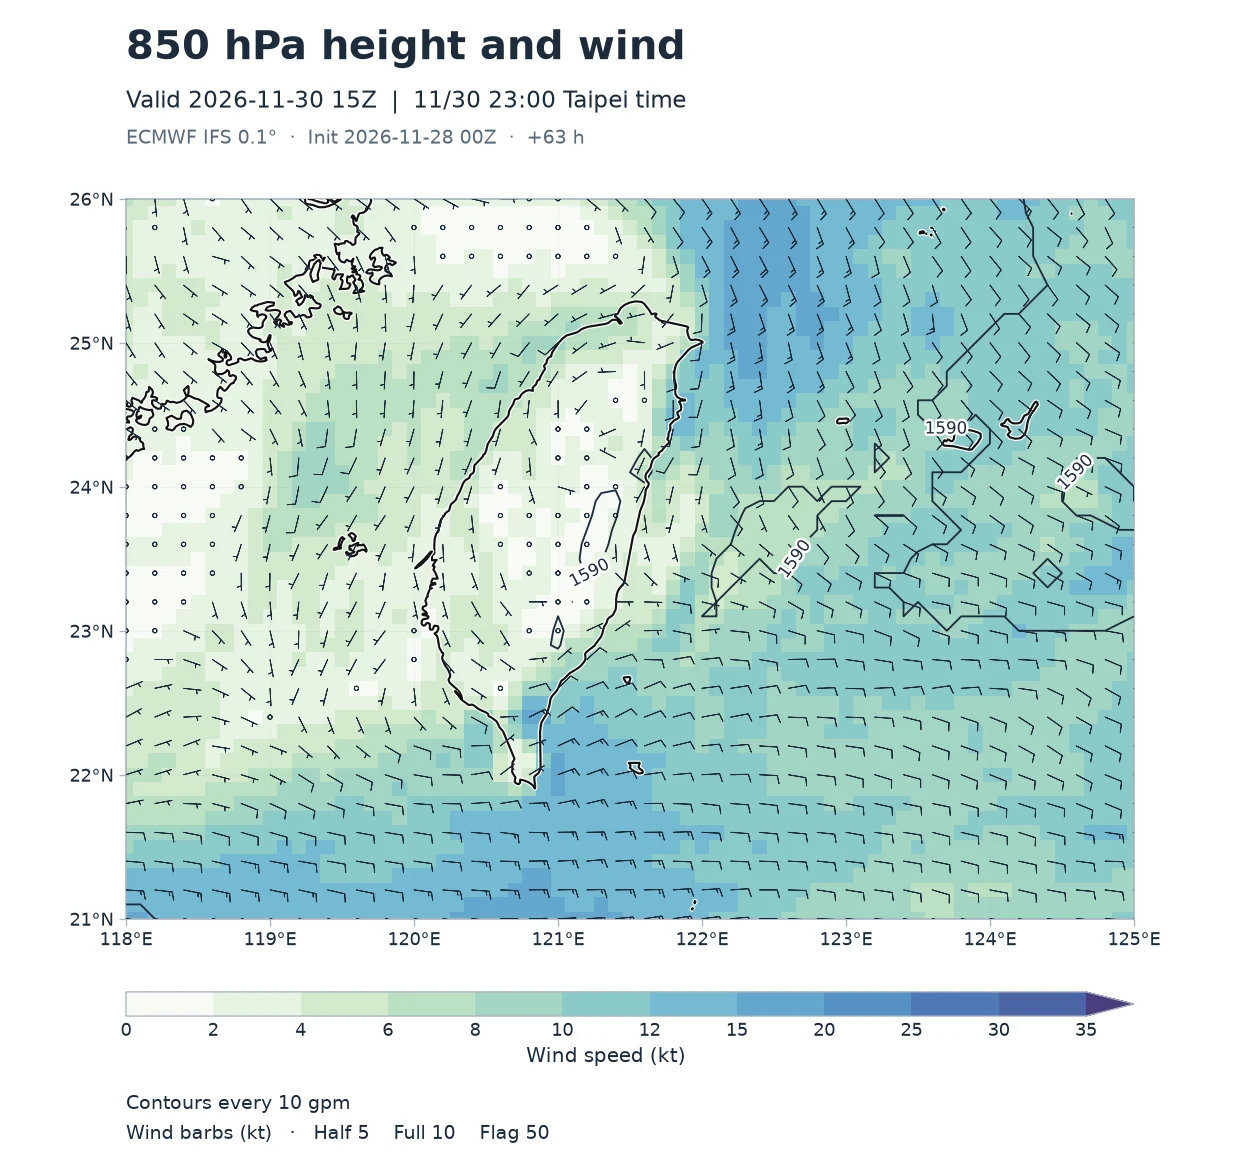 850 hPa height and wind
Valid 2026-11-30 15Z | 11/30 23:00 Taipei time
ECMWF IFS 0.1° · Init 2026-11-28 00Z · +63 h
26°N
25°N
24°N
23°N
22°N
21°N
1590
1590
1590
1590
118°E 119°E 120°E 121°E 122°E 123°E 124°E 125°E
0 2 4 6 8 10 12 15 20 25 30 35
Wind speed (kt)
Contours every 10 gpm
Wind barbs (kt) · Half 5 Full 10 Flag 50